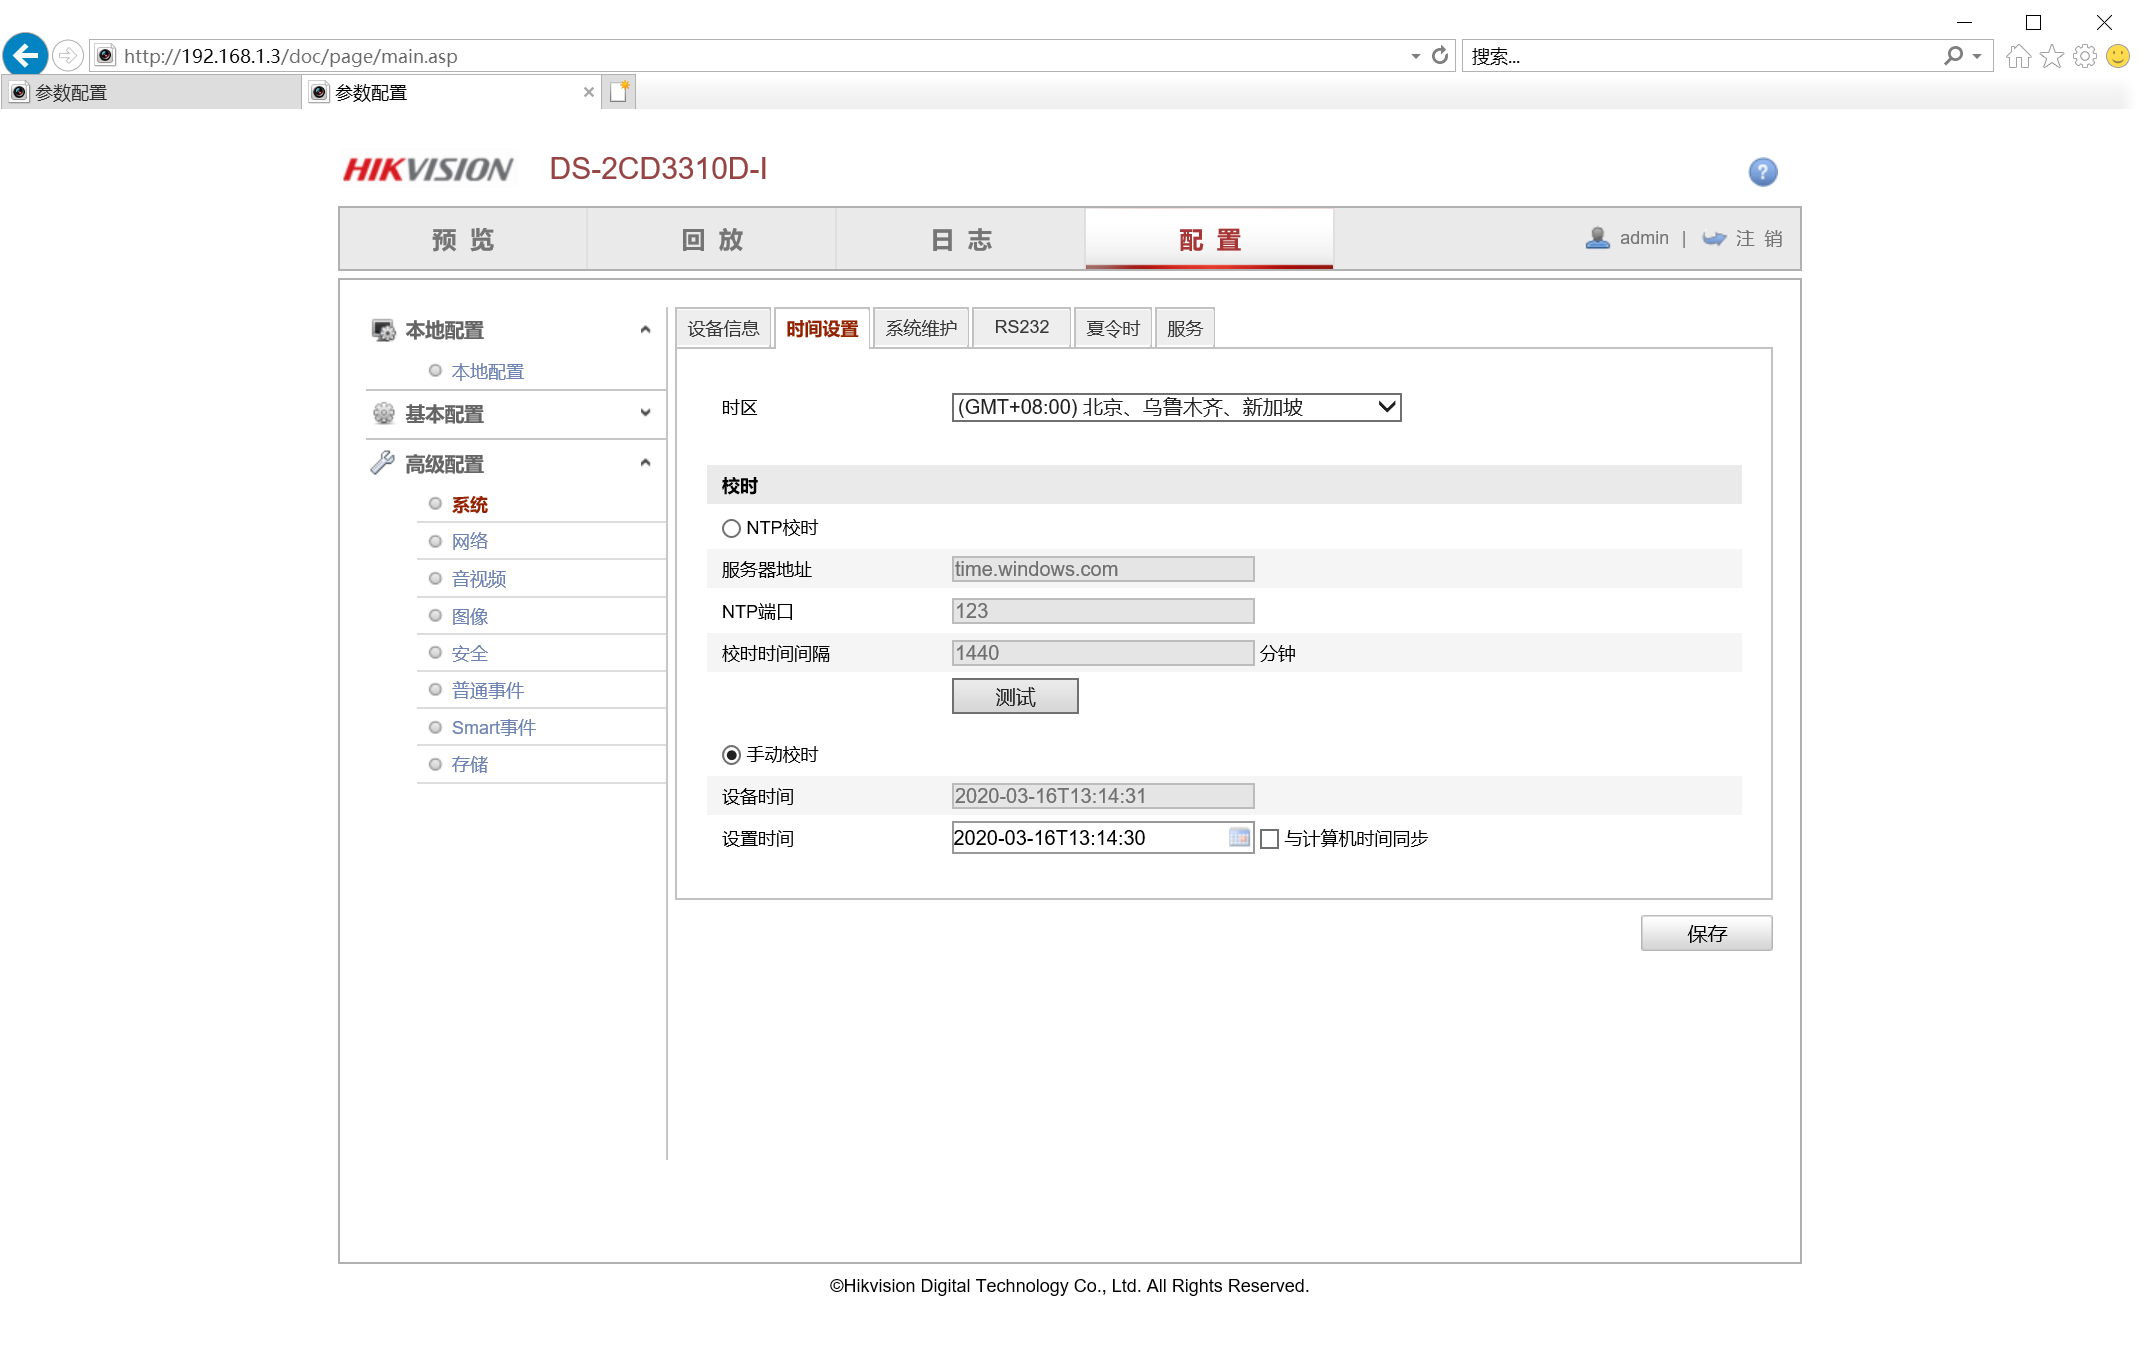 http://192.168.1.3/doc/page/main.asp
搜索...
参数配置
参数配置
HIKVISION DS-2CD3310D-I
?
预览 回放 日志 配置 admin | 注销
本地配置
本地配置
基本配置
高级配置
系统
网络
音视频
图像
安全
普通事件
Smart事件
存储
设备信息 时间设置 系统维护 RS232 夏令时 服务
时区 (GMT+08:00) 北京、乌鲁木齐、新加坡
校时
NTP校时
服务器地址 time.windows.com
NTP端口 123
校时时间间隔 1440 分钟
测试
手动校时
设备时间 2020-03-16T13:14:31
设置时间 2020-03-16T13:14:30 与计算机时间同步
保存
©Hikvision Digital Technology Co., Ltd. All Rights Reserved.